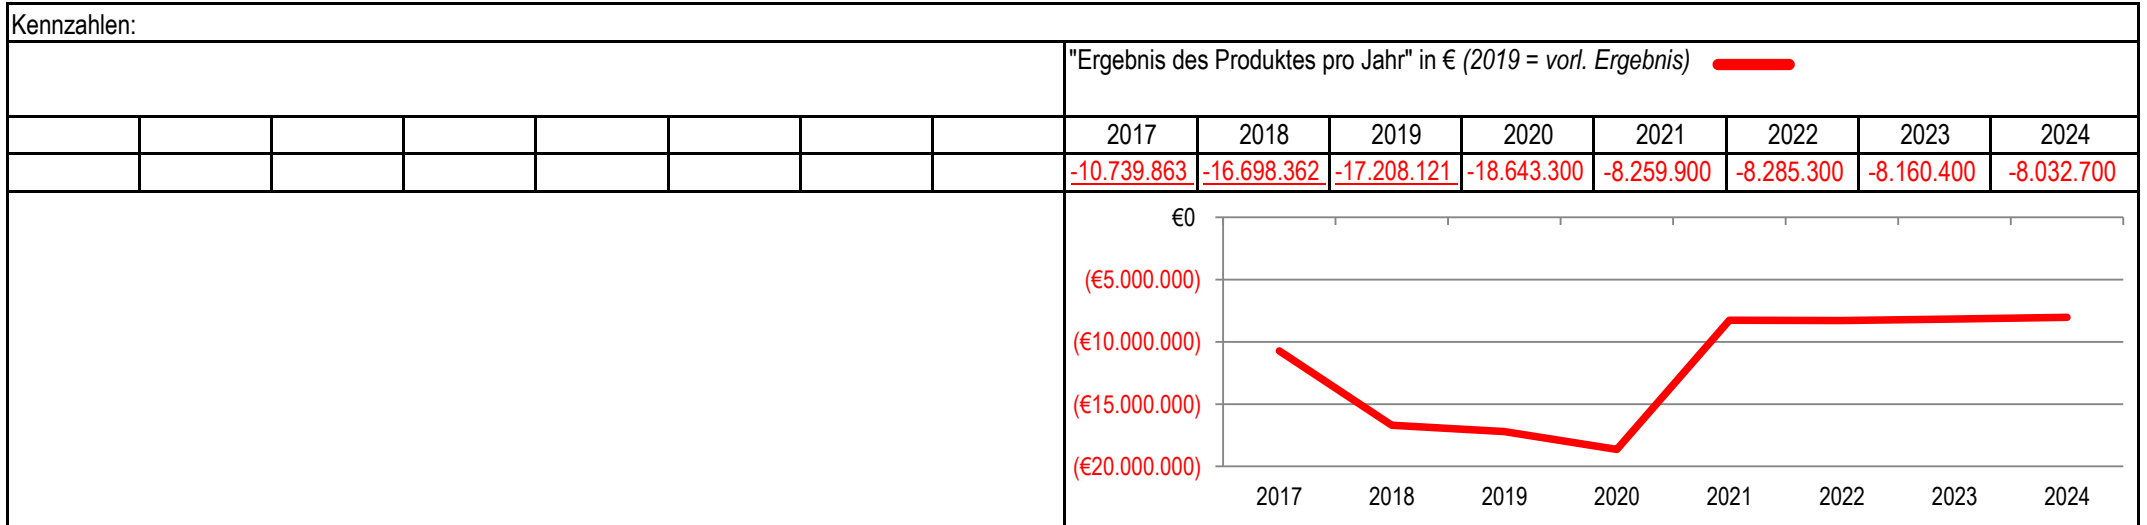 Kennzahlen:
"Ergebnis des Produktes pro Jahr" in € (2019 = vorl. Ergebnis)
2017 2018 2019 2020 2021 2022 2023 2024
-10.739.863 -16.698.362 -17.208.121 -18.643.300 -8.259.900 -8.285.300 -8.160.400 -8.032.700
€0
(€5.000.000)
(€10.000.000)
(€15.000.000)
(€20.000.000)
2017 2018 2019 2020 2021 2022 2023 2024